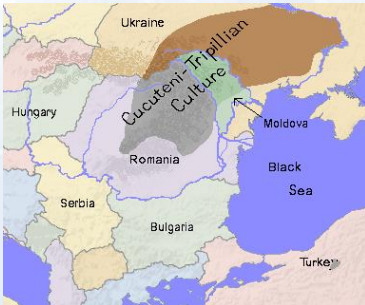 Ukraine
Cucuteni-Tripillian
Culture
Hungary
Moldova
Romania
Black
Sea
Serbia
Bulgaria
Turkey